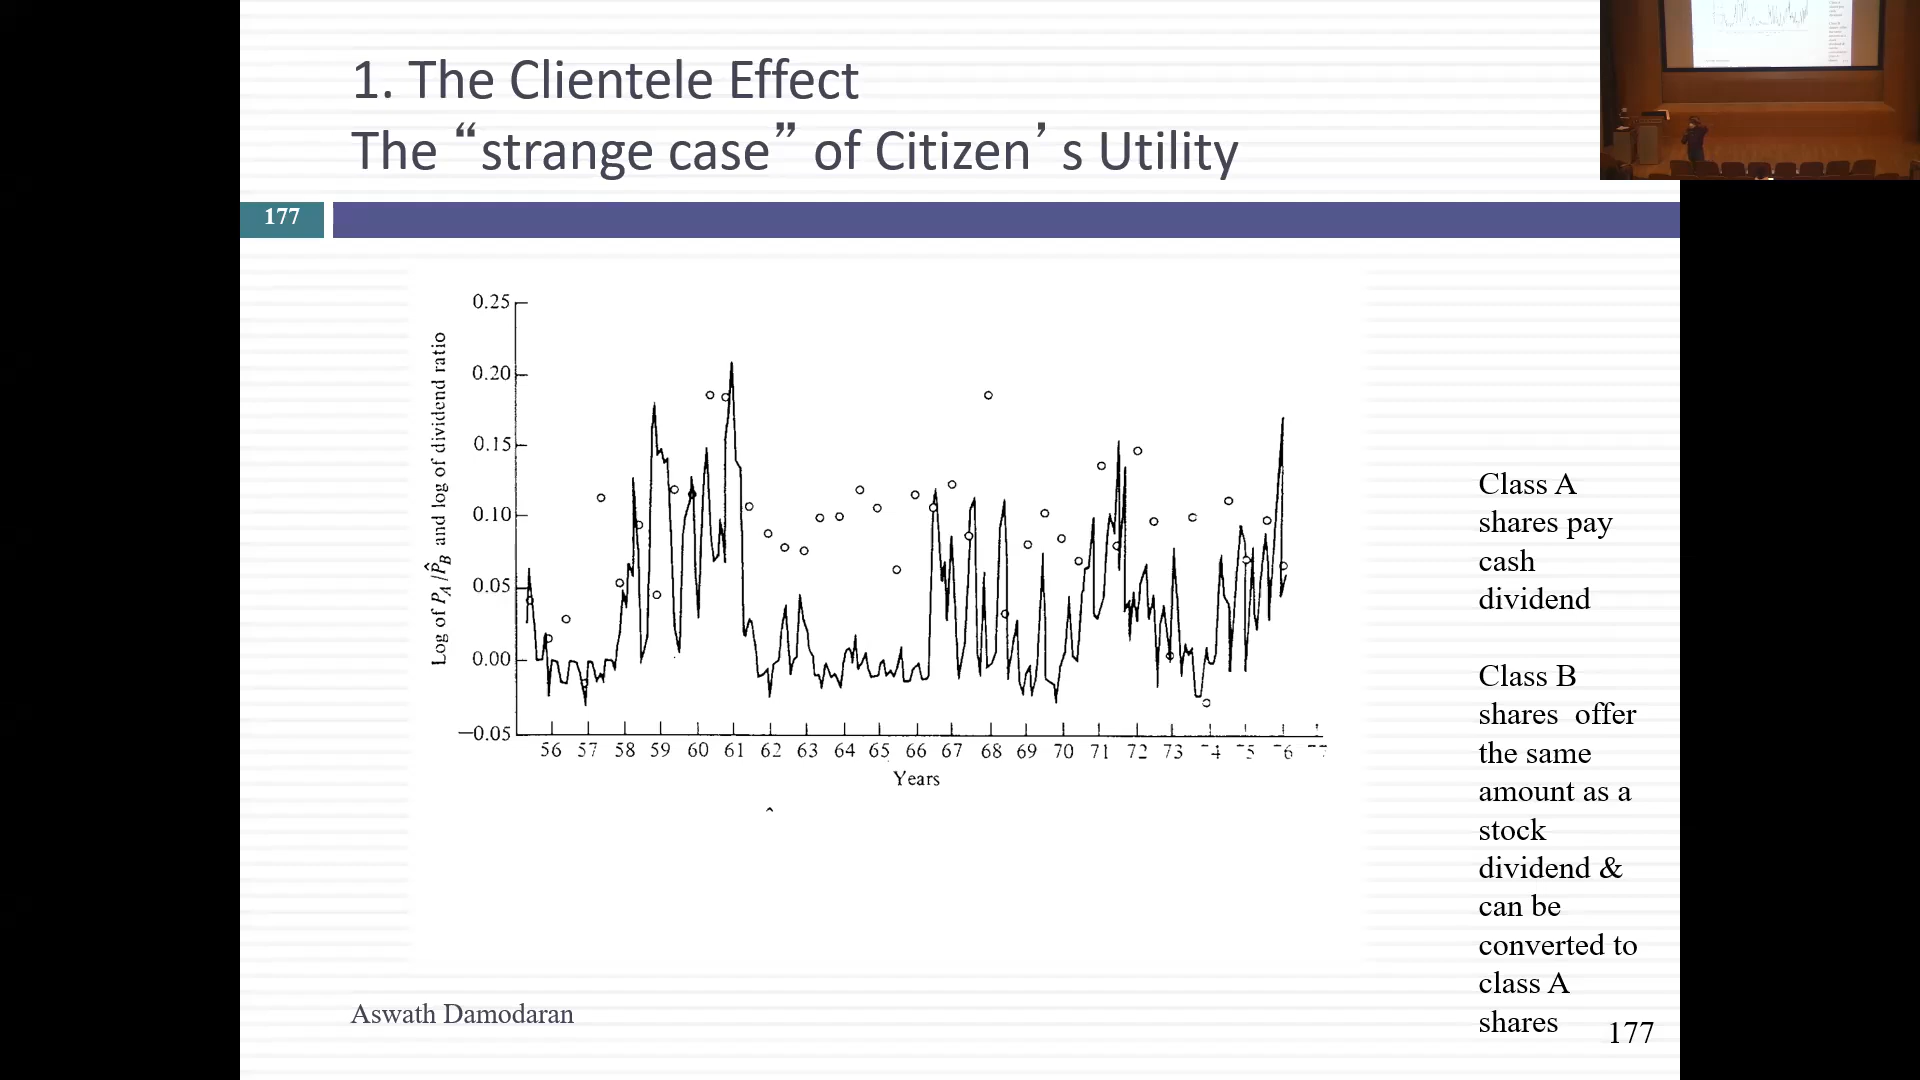 1. The Clientele Effect
The “strange case” of Citizen’s Utility
177
0.25
0.20
0.15
0.10
0.05
0.00
−0.05
Log of P_A/P̂_B and log of dividend ratio
56 57 58 59 60 61 62 63 64 65 66 67 68 69 70 71 72 73 74 75 76 77
Years
Class A
shares pay
cash
dividend
Class B
shares offer
the same
amount as a
stock
dividend &
can be
converted to
class A
shares
Aswath Damodaran
177